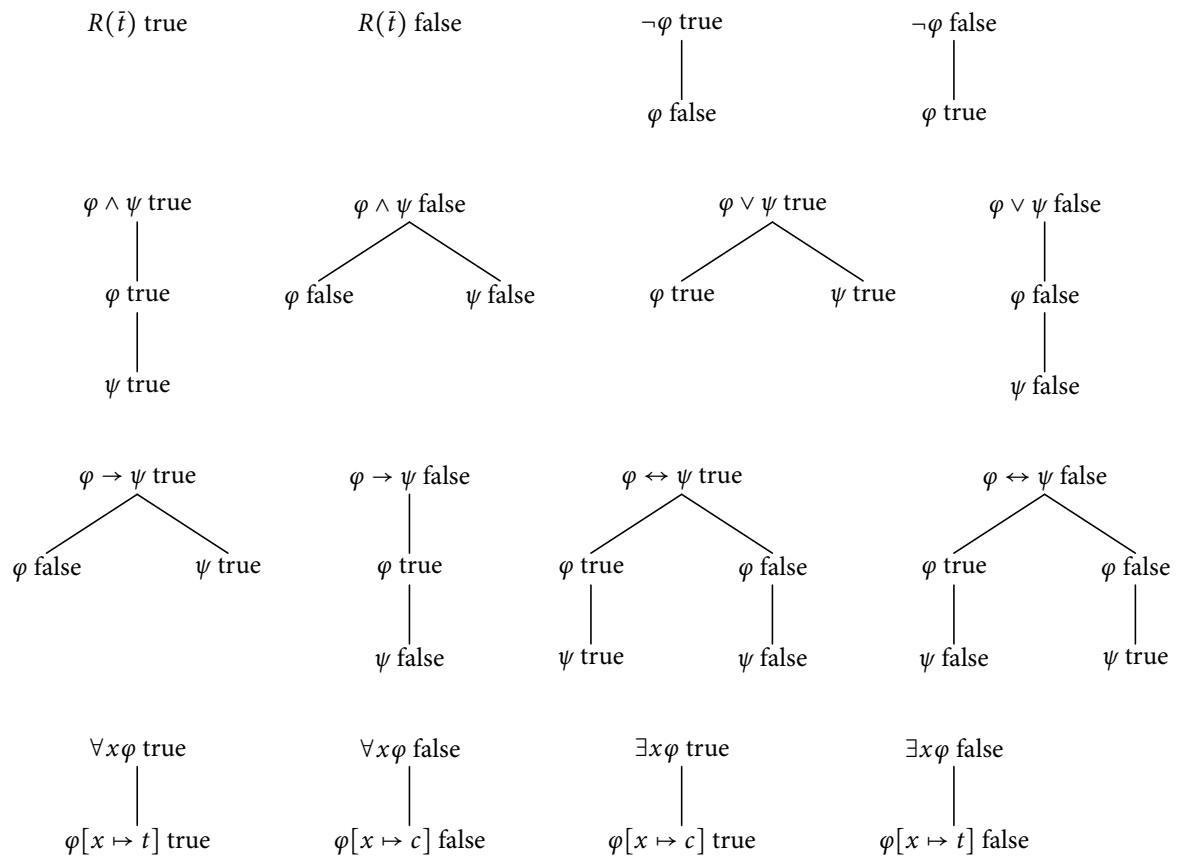 R(t̄) true R(t̄) false ¬φ true ¬φ false
φ false φ true
φ ∧ ψ true φ ∧ ψ false φ ∨ ψ true φ ∨ ψ false
φ true φ false ψ false φ true ψ true φ false
ψ true ψ false
φ → ψ true φ → ψ false φ ↔ ψ true φ ↔ ψ false
φ false ψ true φ true φ true φ false φ true φ false
ψ false ψ true ψ false ψ false ψ true
∀xφ true ∀xφ false ∃xφ true ∃xφ false
φ[x ↦ t] true φ[x ↦ c] false φ[x ↦ c] true φ[x ↦ t] false